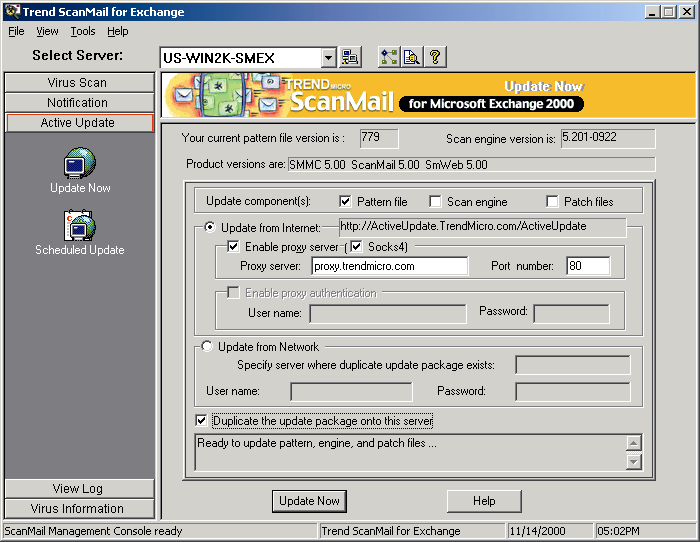 Trend ScanMail for Exchange
File View Tools Help
Select Server: US-WIN2K-SMEX
Virus Scan
Notification
Active Update
Update Now
Scheduled Update
View Log
Virus Information
TREND MICRO
ScanMail
Update Now
for Microsoft Exchange 2000
Your current pattern file version is : 779 Scan engine version is: 5.201-0922
Product versions are: SMMC 5.00 ScanMail 5.00 SmWeb 5.00
Update component(s): Pattern file Scan engine Patch files
Update from Internet: http://ActiveUpdate.TrendMicro.com/ActiveUpdate
Enable proxy server ( Socks4)
Proxy server: proxy.trendmicro.com Port number: 80
Enable proxy authentication
User name: Password:
Update from Network
Specify server where duplicate update package exists:
User name: Password:
Duplicate the update package onto this server
Ready to update pattern, engine, and patch files ...
Update Now Help
ScanMail Management Console ready Trend ScanMail for Exchange 11/14/2000 05:02PM